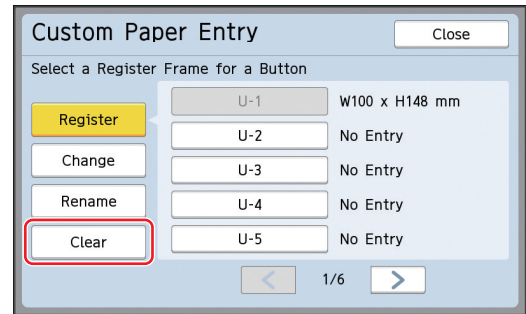 Custom Paper Entry
Close
Select a Register Frame for a Button
Register
Change
Rename
Clear
U-1 W100 x H148 mm
U-2 No Entry
U-3 No Entry
U-4 No Entry
U-5 No Entry
< 1/6 >